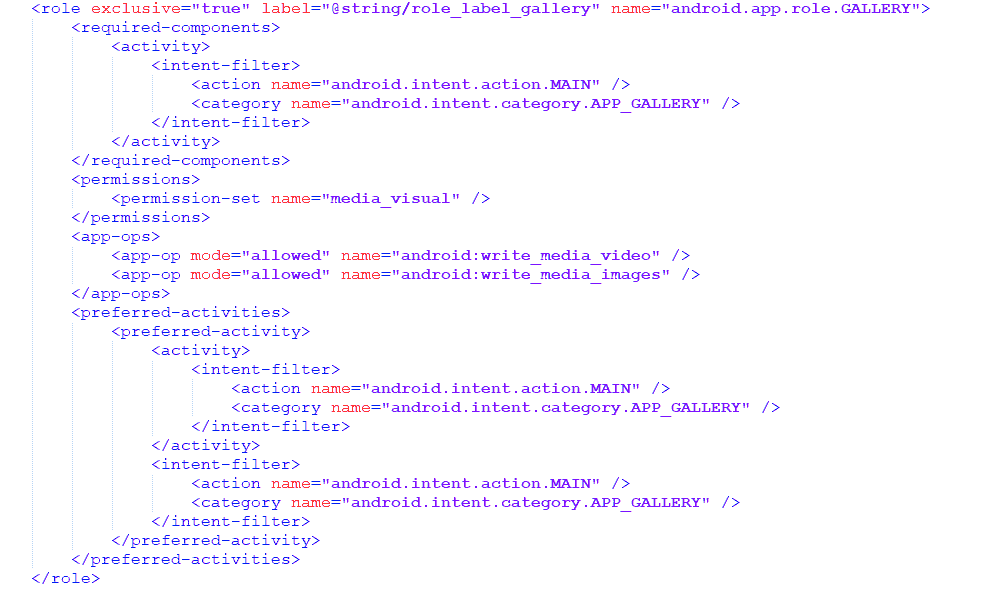 <role exclusive="true" label="@string/role_label_gallery" name="android.app.role.GALLERY">
<required-components>
<activity>
<intent-filter>
<action name="android.intent.action.MAIN" />
<category name="android.intent.category.APP_GALLERY" />
</intent-filter>
</activity>
</required-components>
<permissions>
<permission-set name="media_visual" />
</permissions>
<app-ops>
<app-op mode="allowed" name="android:write_media_video" />
<app-op mode="allowed" name="android:write_media_images" />
</app-ops>
<preferred-activities>
<preferred-activity>
<activity>
<intent-filter>
<action name="android.intent.action.MAIN" />
<category name="android.intent.category.APP_GALLERY" />
</intent-filter>
</activity>
<intent-filter>
<action name="android.intent.action.MAIN" />
<category name="android.intent.category.APP_GALLERY" />
</intent-filter>
</preferred-activity>
</preferred-activities>
</role>